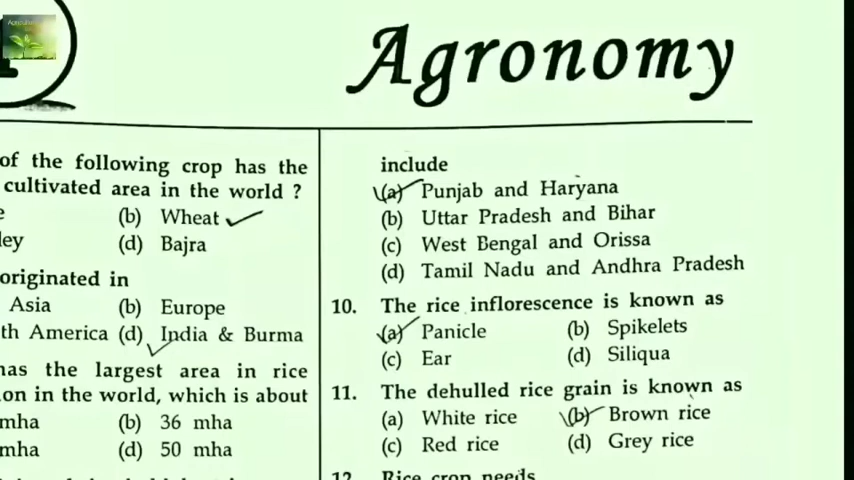 Agronomy
of the following crop has the
cultivated area in the world ?
(b) Wheat
(d) Bajra
originated in
Asia (b) Europe
America (d) India & Burma
has the largest area in rice
in the world, which is about
mha (b) 36 mha
mha (d) 50 mha
include
(a) Punjab and Haryana
(b) Uttar Pradesh and Bihar
(c) West Bengal and Orissa
(d) Tamil Nadu and Andhra Pradesh
10. The rice inflorescence is known as
(a) Panicle (b) Spikelets
(c) Ear (d) Siliqua
11. The dehulled rice grain is known as
(a) White rice (b) Brown rice
(c) Red rice (d) Grey rice
12. Rice crop needs